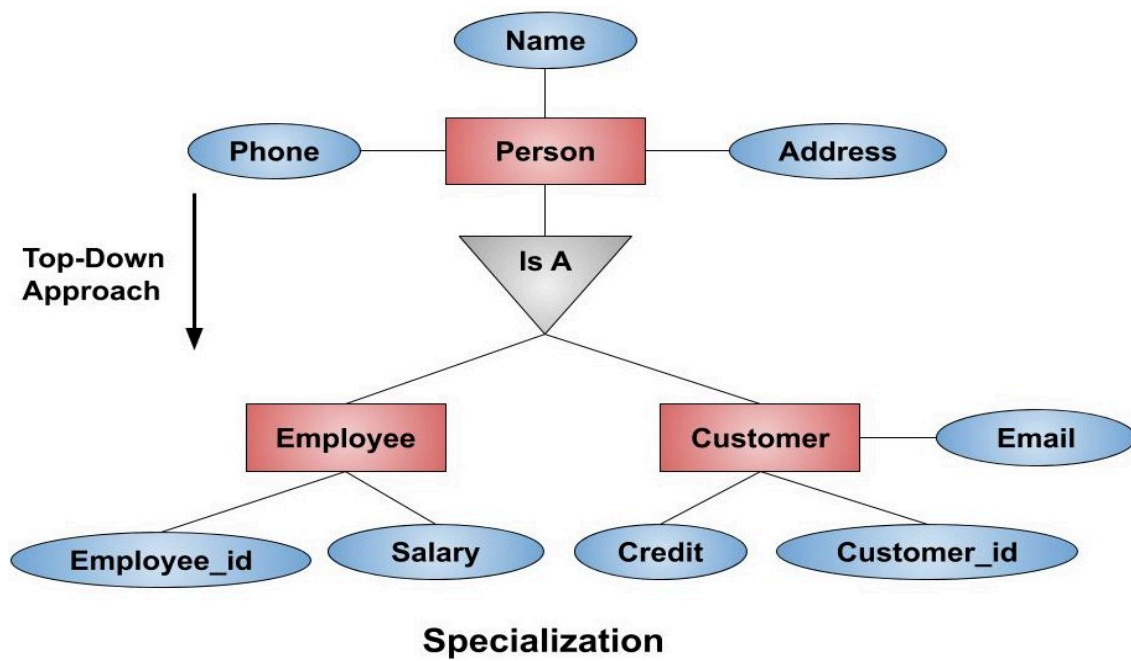 Name
Phone
Person
Address
Is A
Top-Down
Approach
Employee
Customer
Email
Employee_id
Salary
Credit
Customer_id
Specialization